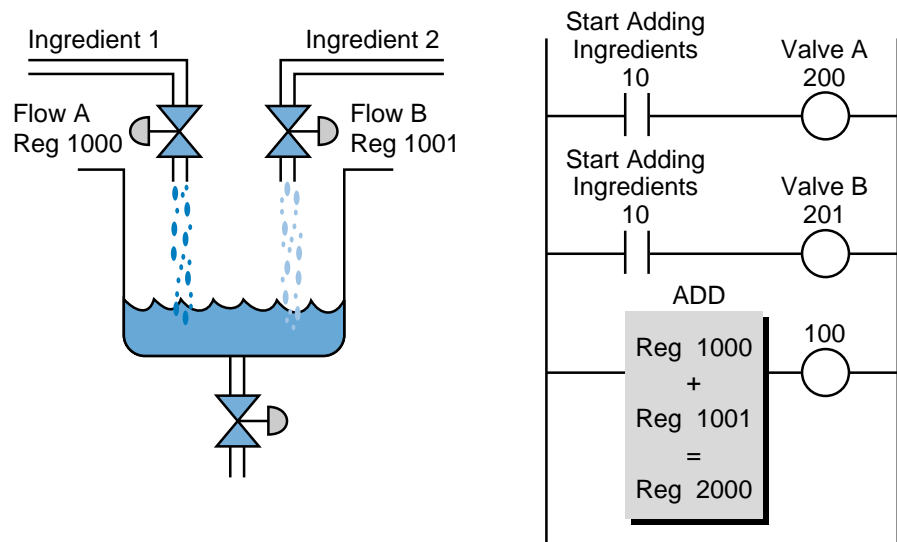 Ingredient 1
Ingredient 2
Flow A
Reg 1000
Flow B
Reg 1001
Start Adding
Ingredients
10
Valve A
200
Start Adding
Ingredients
10
Valve B
201
ADD
Reg 1000
+
Reg 1001
=
Reg 2000
100